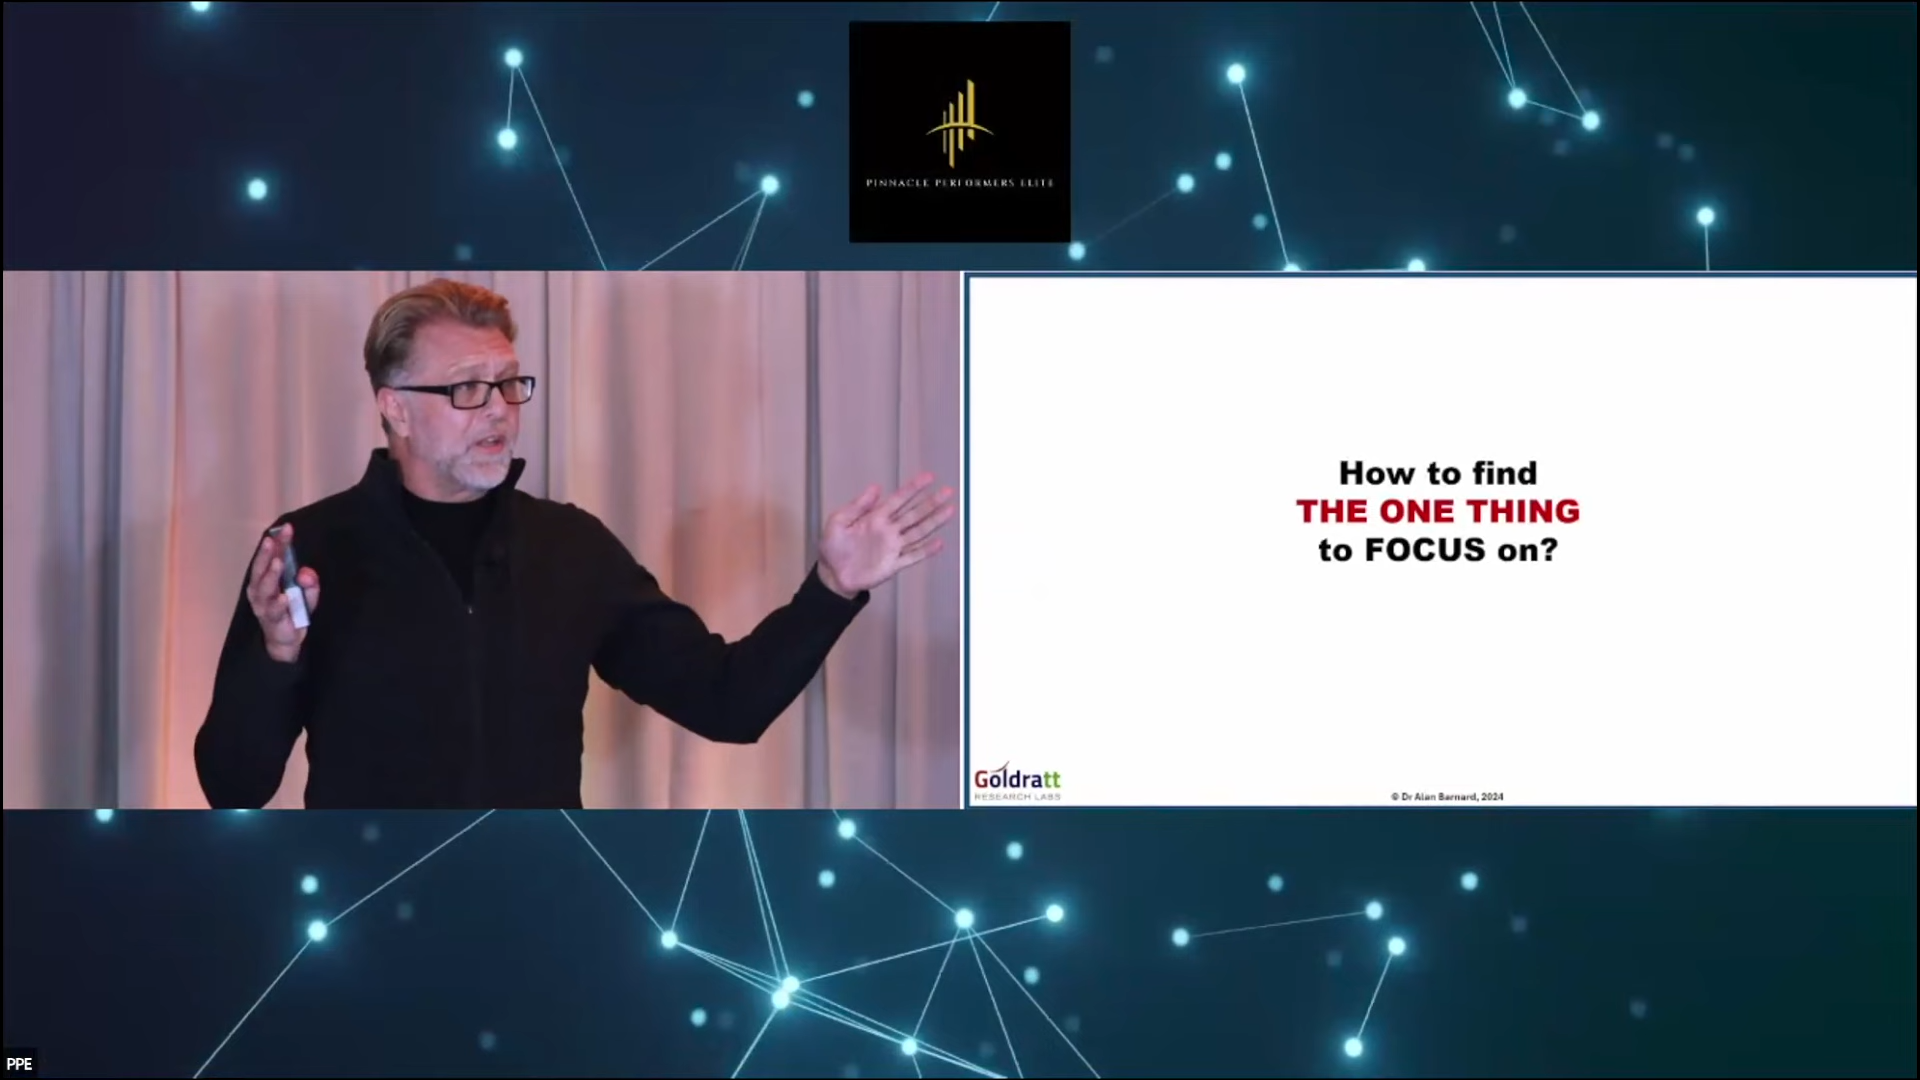 PINNACLE PERFORMERS ELITE
How to find
THE ONE THING
to FOCUS on?
Goldratt
RESEARCH LABS
© Dr Alan Barnard, 2024
PPE